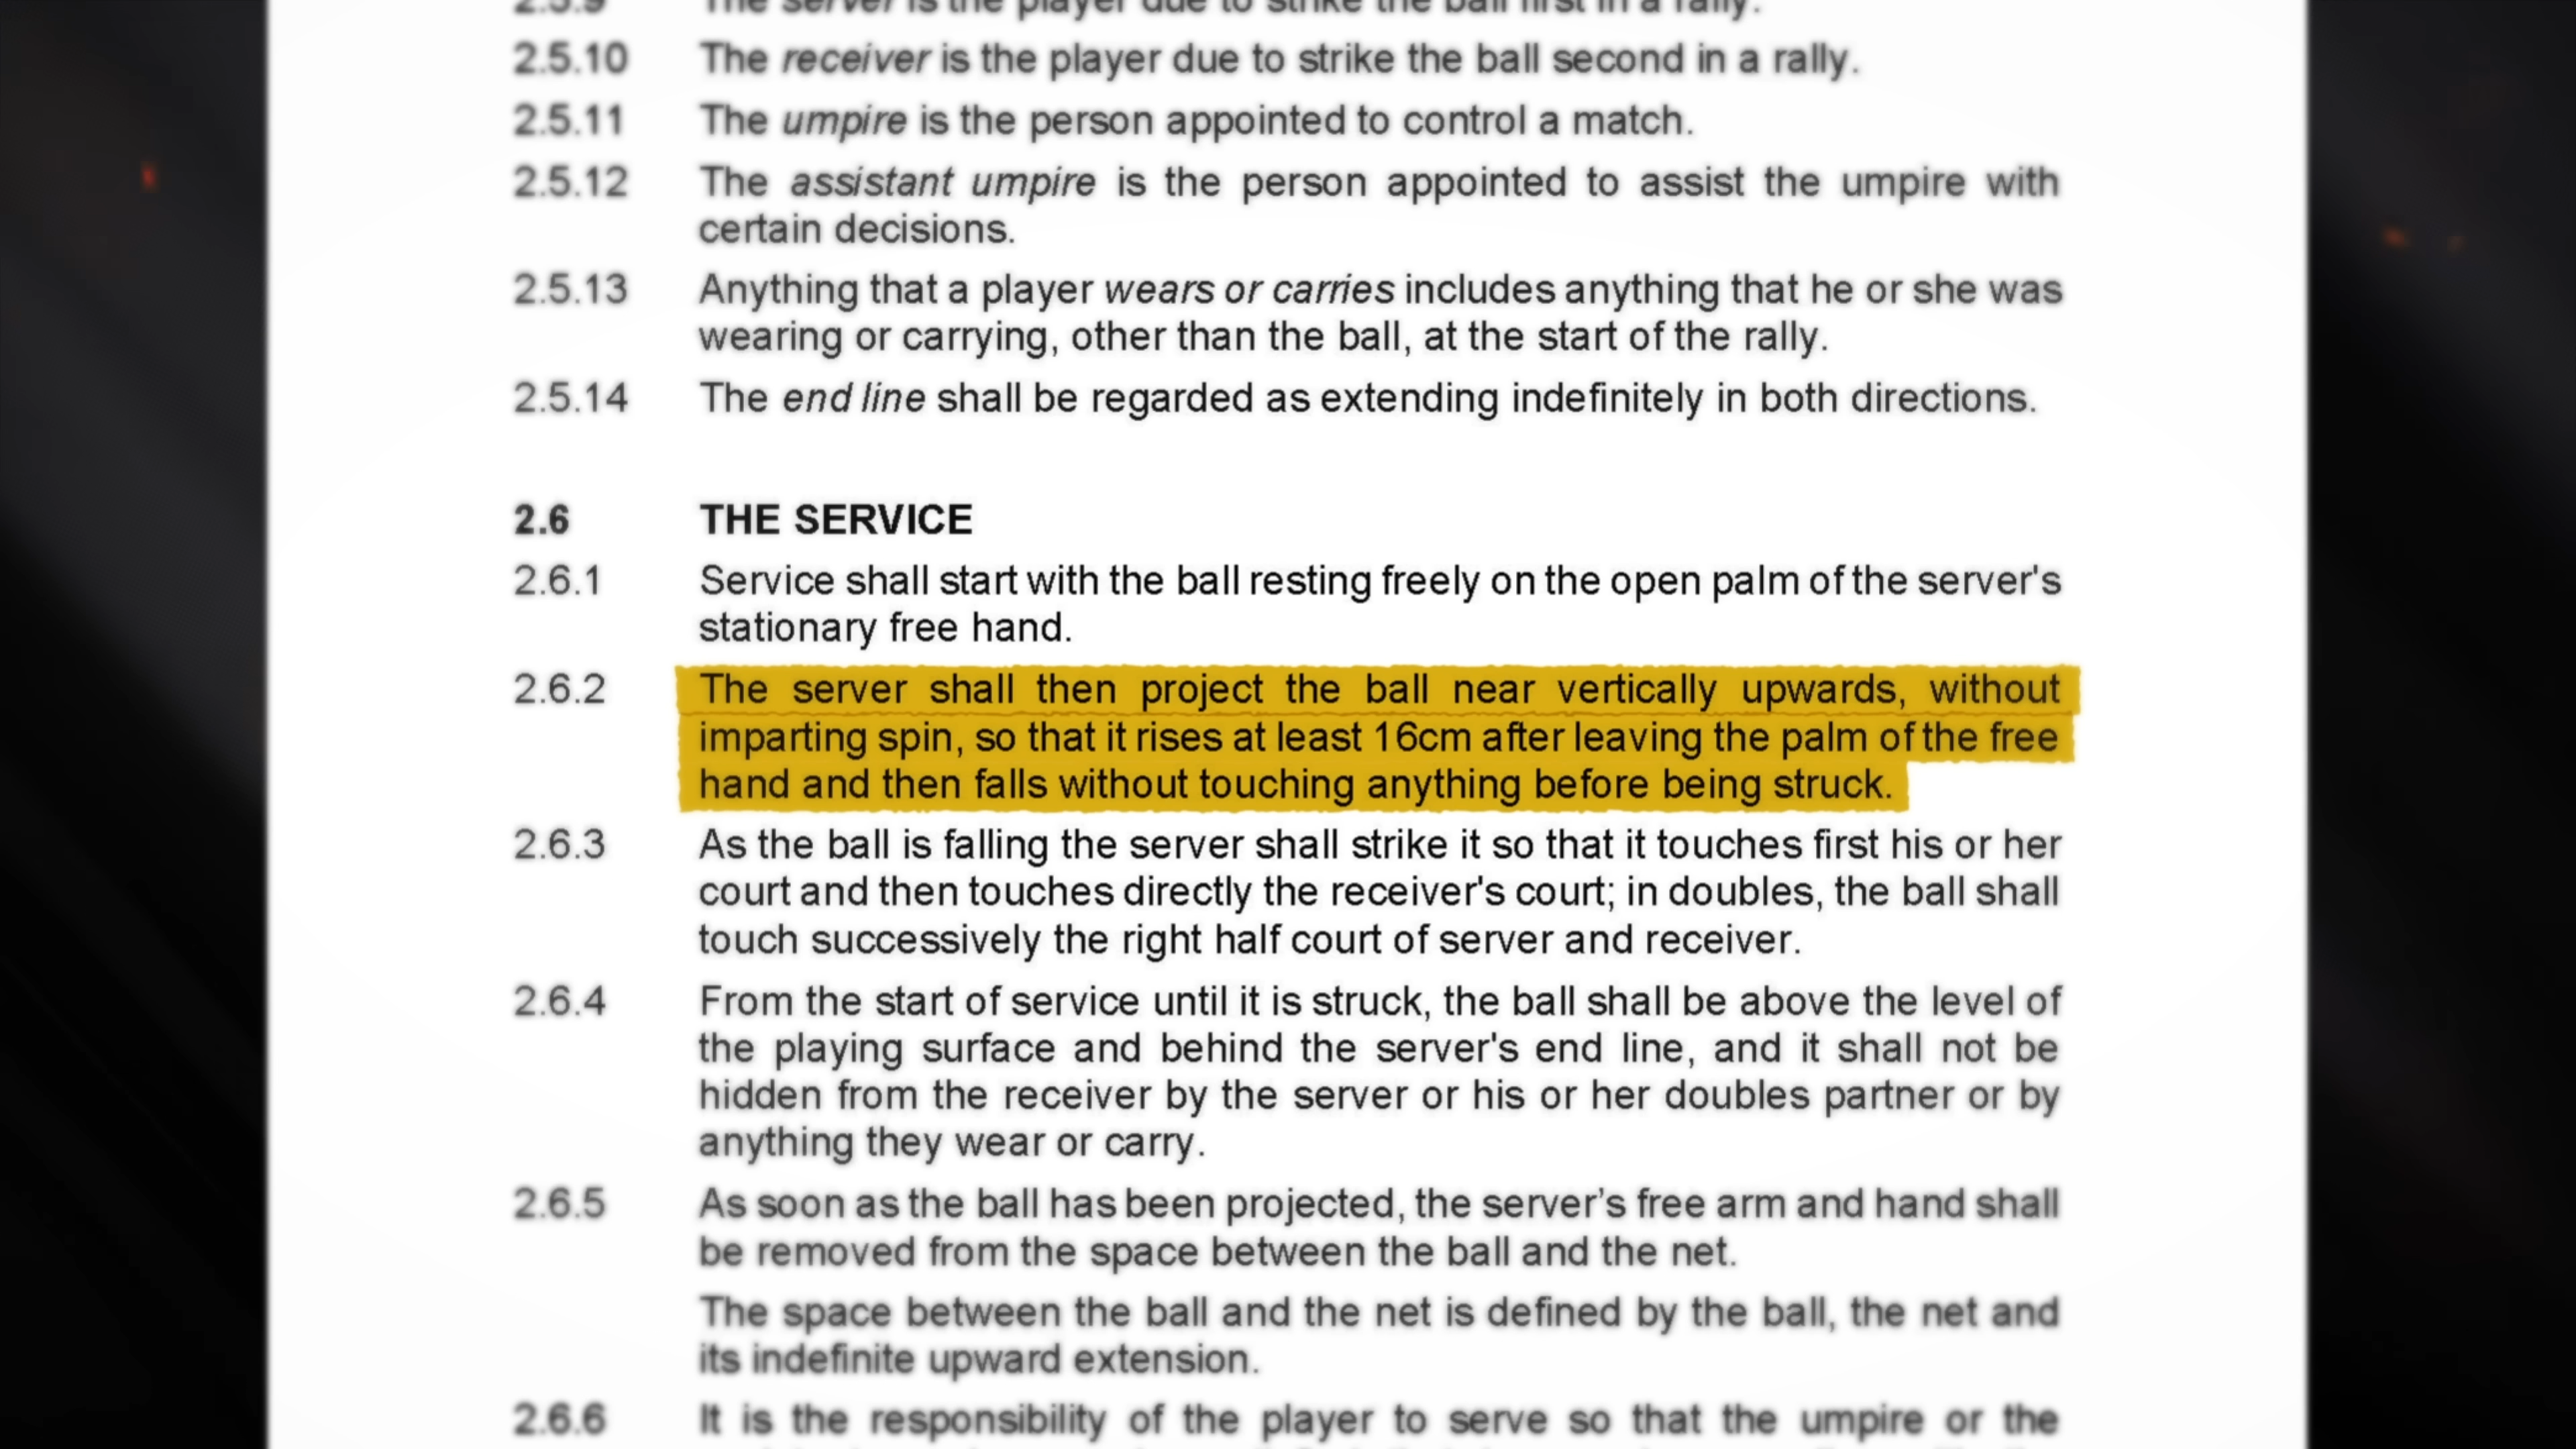 2.5.9 The server is the player due to strike the ball first in a rally.
2.5.10 The receiver is the player due to strike the ball second in a rally.
2.5.11 The umpire is the person appointed to control a match.
2.5.12 The assistant umpire is the person appointed to assist the umpire with
certain decisions.
2.5.13 Anything that a player wears or carries includes anything that he or she was
wearing or carrying, other than the ball, at the start of the rally.
2.5.14 The end line shall be regarded as extending indefinitely in both directions.
2.6 THE SERVICE
2.6.1 Service shall start with the ball resting freely on the open palm of the server's
stationary free hand.
2.6.2 The server shall then project the ball near vertically upwards, without
imparting spin, so that it rises at least 16cm after leaving the palm of the free
hand and then falls without touching anything before being struck.
2.6.3 As the ball is falling the server shall strike it so that it touches first his or her
court and then touches directly the receiver's court; in doubles, the ball shall
touch successively the right half court of server and receiver.
2.6.4 From the start of service until it is struck, the ball shall be above the level of
the playing surface and behind the server's end line, and it shall not be
hidden from the receiver by the server or his or her doubles partner or by
anything they wear or carry.
2.6.5 As soon as the ball has been projected, the server’s free arm and hand shall
be removed from the space between the ball and the net.
The space between the ball and the net is defined by the ball, the net and
its indefinite upward extension.
2.6.6 It is the responsibility of the player to serve so that the umpire or the